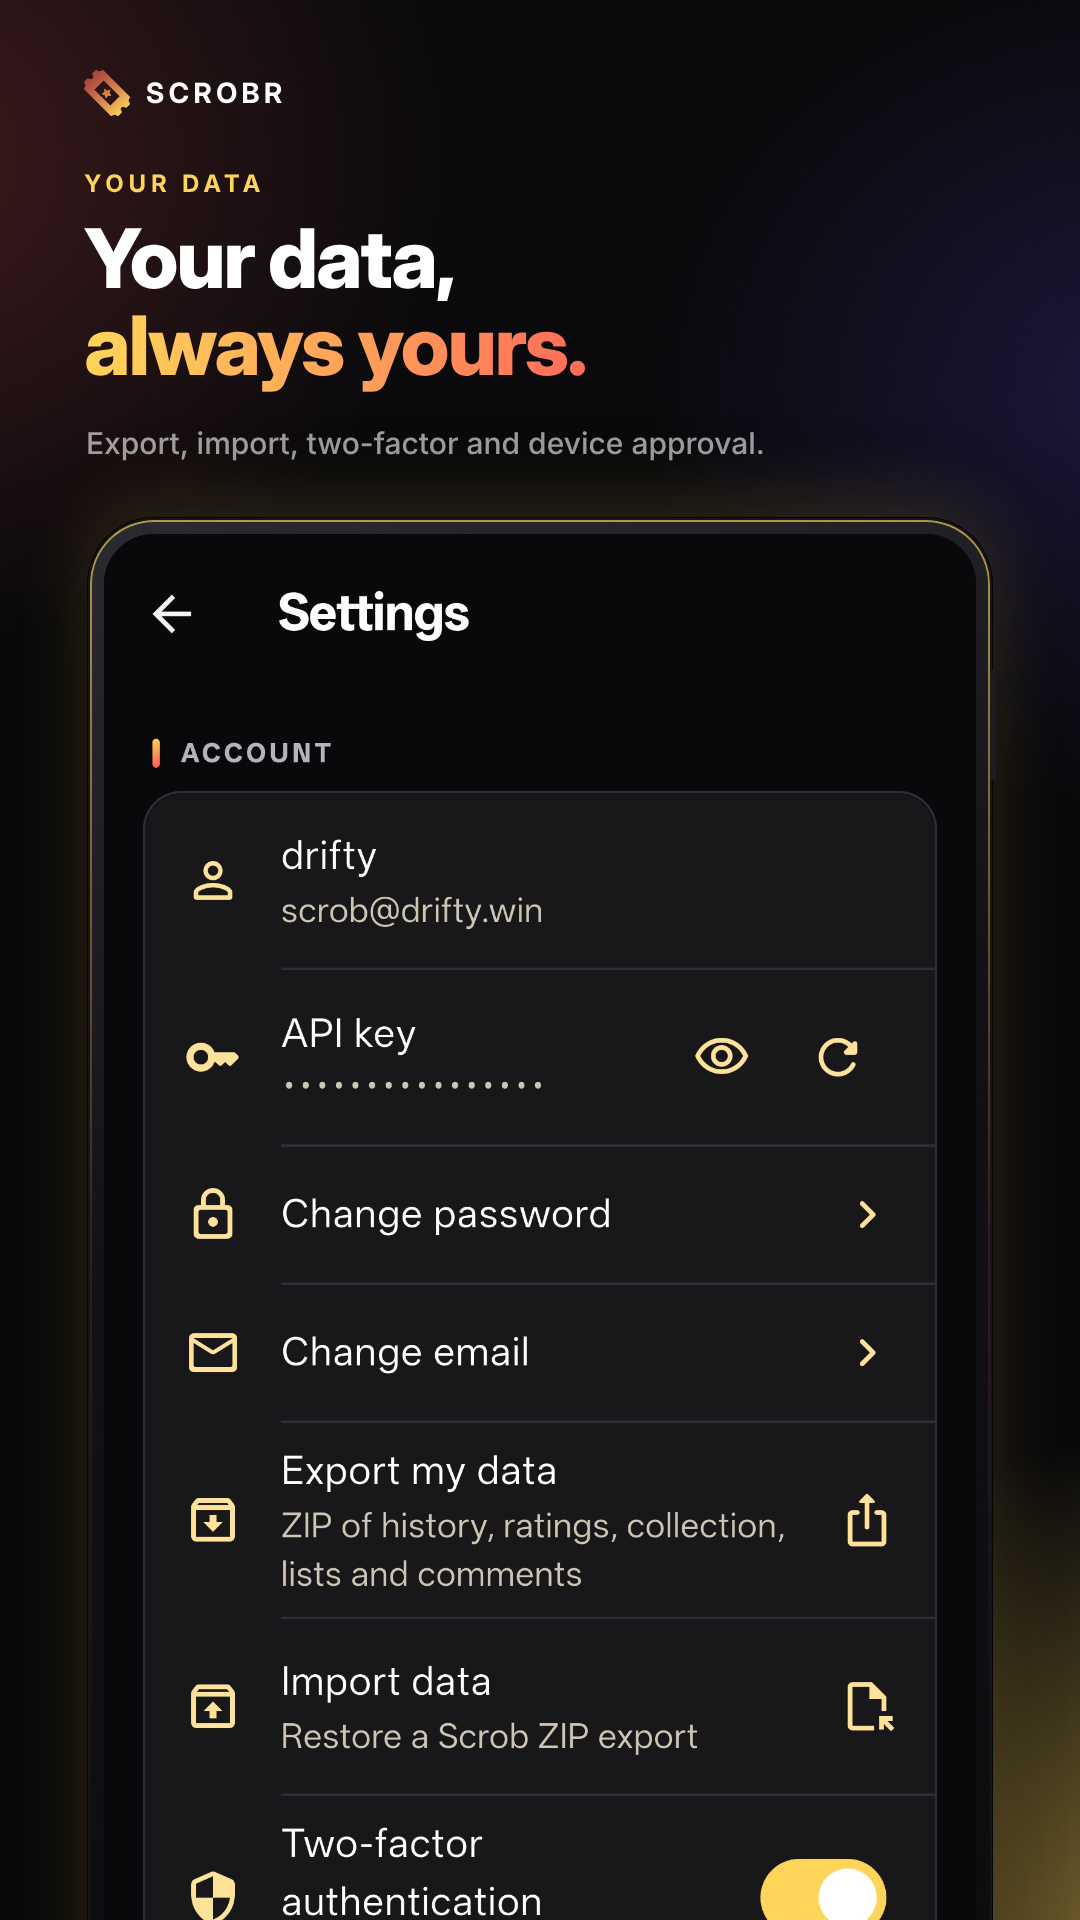 SCROBR
YOUR DATA
Your data,
always yours.
Export, import, two-factor and device approval.
Settings
ACCOUNT
drifty
scrob@drifty.win
API key
••••••••••••••••
Change password
Change email
Export my data
ZIP of history, ratings, collection,
lists and comments
Import data
Restore a Scrob ZIP export
Two-factor
authentication